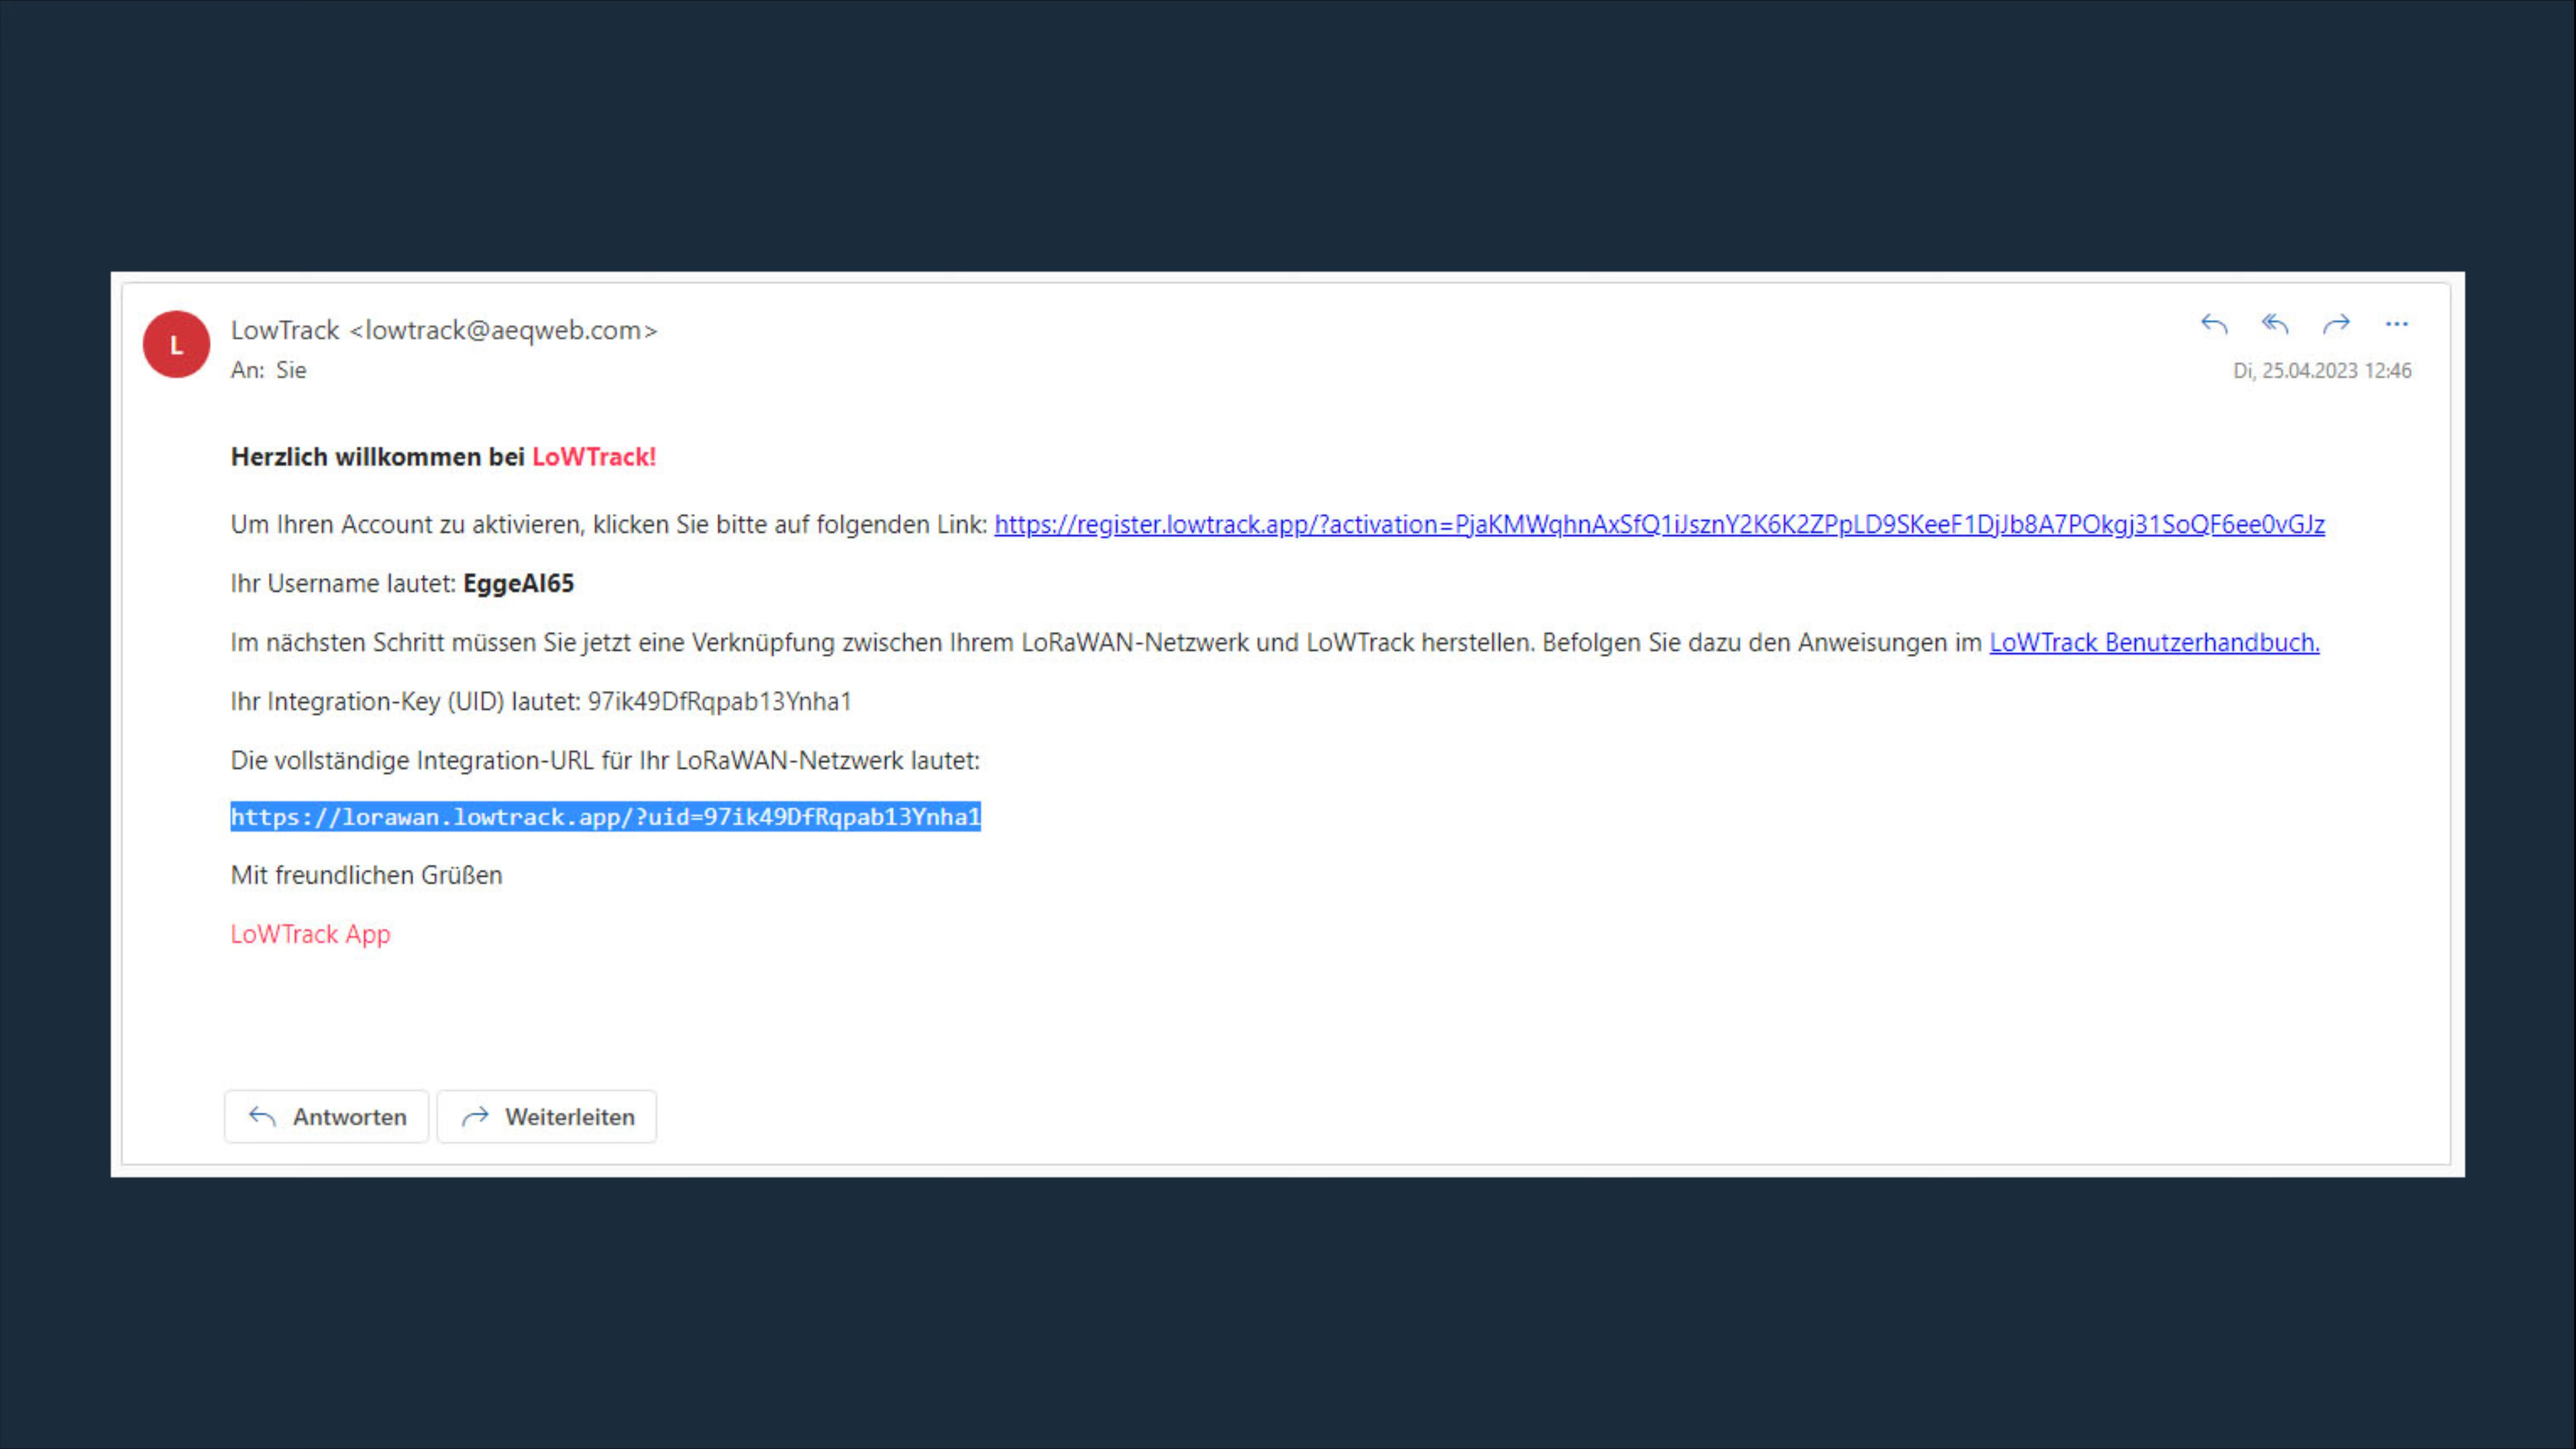 L
LowTrack <lowtrack@aeqweb.com>
An: Sie
Di, 25.04.2023 12:46
Herzlich willkommen bei LoWTrack!
Um Ihren Account zu aktivieren, klicken Sie bitte auf folgenden Link: https://register.lowtrack.app/?activation=PjaKMWqhnAxSfQ1iJsznY2K6K2ZPpLD9SKeeF1DjJb8A7POkgj31SoQF6ee0vGJz
Ihr Username lautet: EggeAl65
Im nächsten Schritt müssen Sie jetzt eine Verknüpfung zwischen Ihrem LoRaWAN-Netzwerk und LoWTrack herstellen. Befolgen Sie dazu den Anweisungen im LoWTrack Benutzerhandbuch.
Ihr Integration-Key (UID) lautet: 97ik49DfRqpab13Ynha1
Die vollständige Integration-URL für Ihr LoRaWAN-Netzwerk lautet:
https://lorawan.lowtrack.app/?uid=97ik49DfRqpab13Ynha1
Mit freundlichen Grüßen
LoWTrack App
Antworten
Weiterleiten